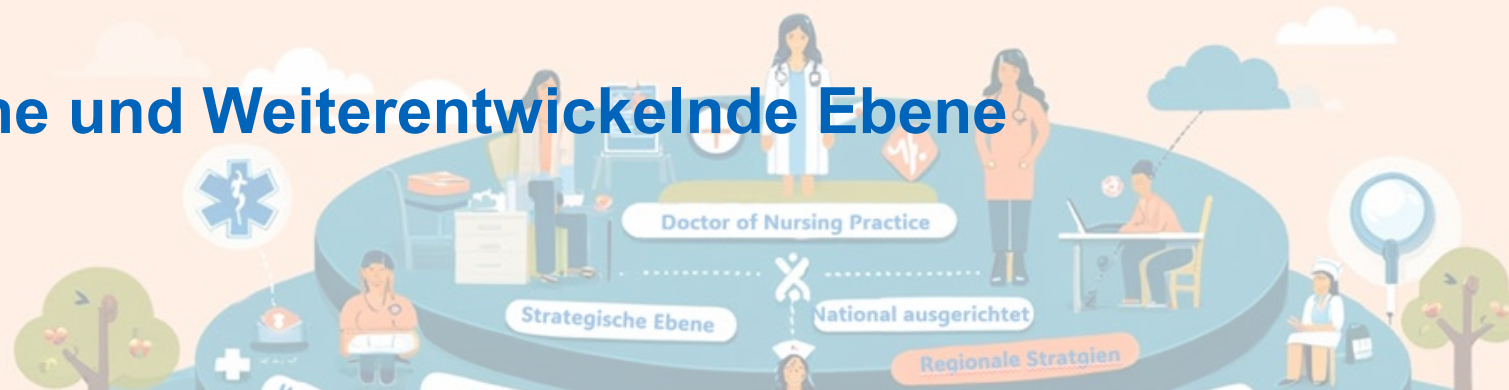 ne und Weiterentwickelnde Ebene
Doctor of Nursing Practice
Strategische Ebene
National ausgerichtet
Regionale Stratgien